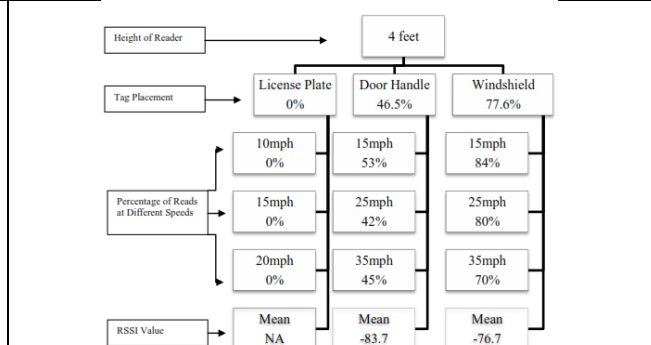 Height of Reader
4 feet
Tag Placement
License Plate
0%
Door Handle
46.5%
Windshield
77.6%
10mph
0%
15mph
53%
15mph
84%
Percentage of Reads
at Different Speeds
15mph
0%
25mph
42%
25mph
80%
20mph
0%
35mph
45%
35mph
70%
RSSI Value
Mean
NA
Mean
-83.7
Mean
-76.7